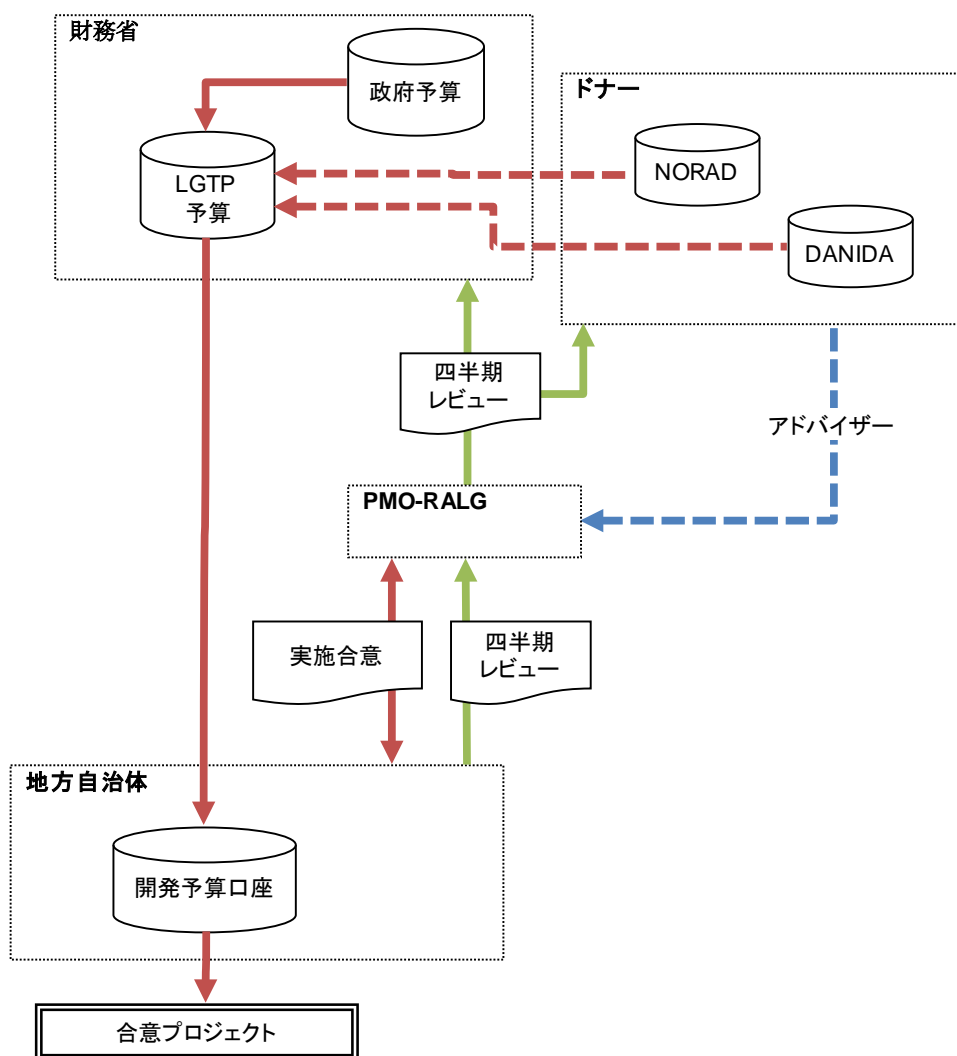 財務省
政府予算
ドナー
NORAD
LGTP
予算
DANIDA
四半期
レビュー
アドバイザー
PMO-RALG
実施合意
四半期
レビュー
地方自治体
開発予算口座
合意プロジェクト